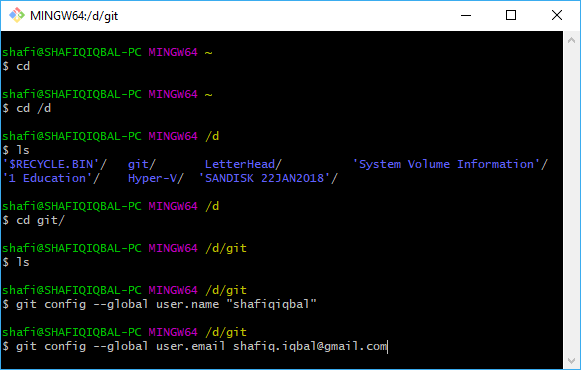 MINGW64:/d/git
shafi@SHAFIQIQBAL-PC MINGW64 ~
$ cd
shafi@SHAFIQIQBAL-PC MINGW64 ~
$ cd /d
shafi@SHAFIQIQBAL-PC MINGW64 /d
$ ls
'$RECYCLE.BIN'/   git/       LetterHead/          'System Volume Information'/
'1 Education'/    Hyper-V/  'SANDISK 22JAN2018'/
shafi@SHAFIQIQBAL-PC MINGW64 /d
$ cd git/
shafi@SHAFIQIQBAL-PC MINGW64 /d/git
$ ls
shafi@SHAFIQIQBAL-PC MINGW64 /d/git
$ git config --global user.name "shafiqiqbal"
shafi@SHAFIQIQBAL-PC MINGW64 /d/git
$ git config --global user.email shafiq.iqbal@gmail.com